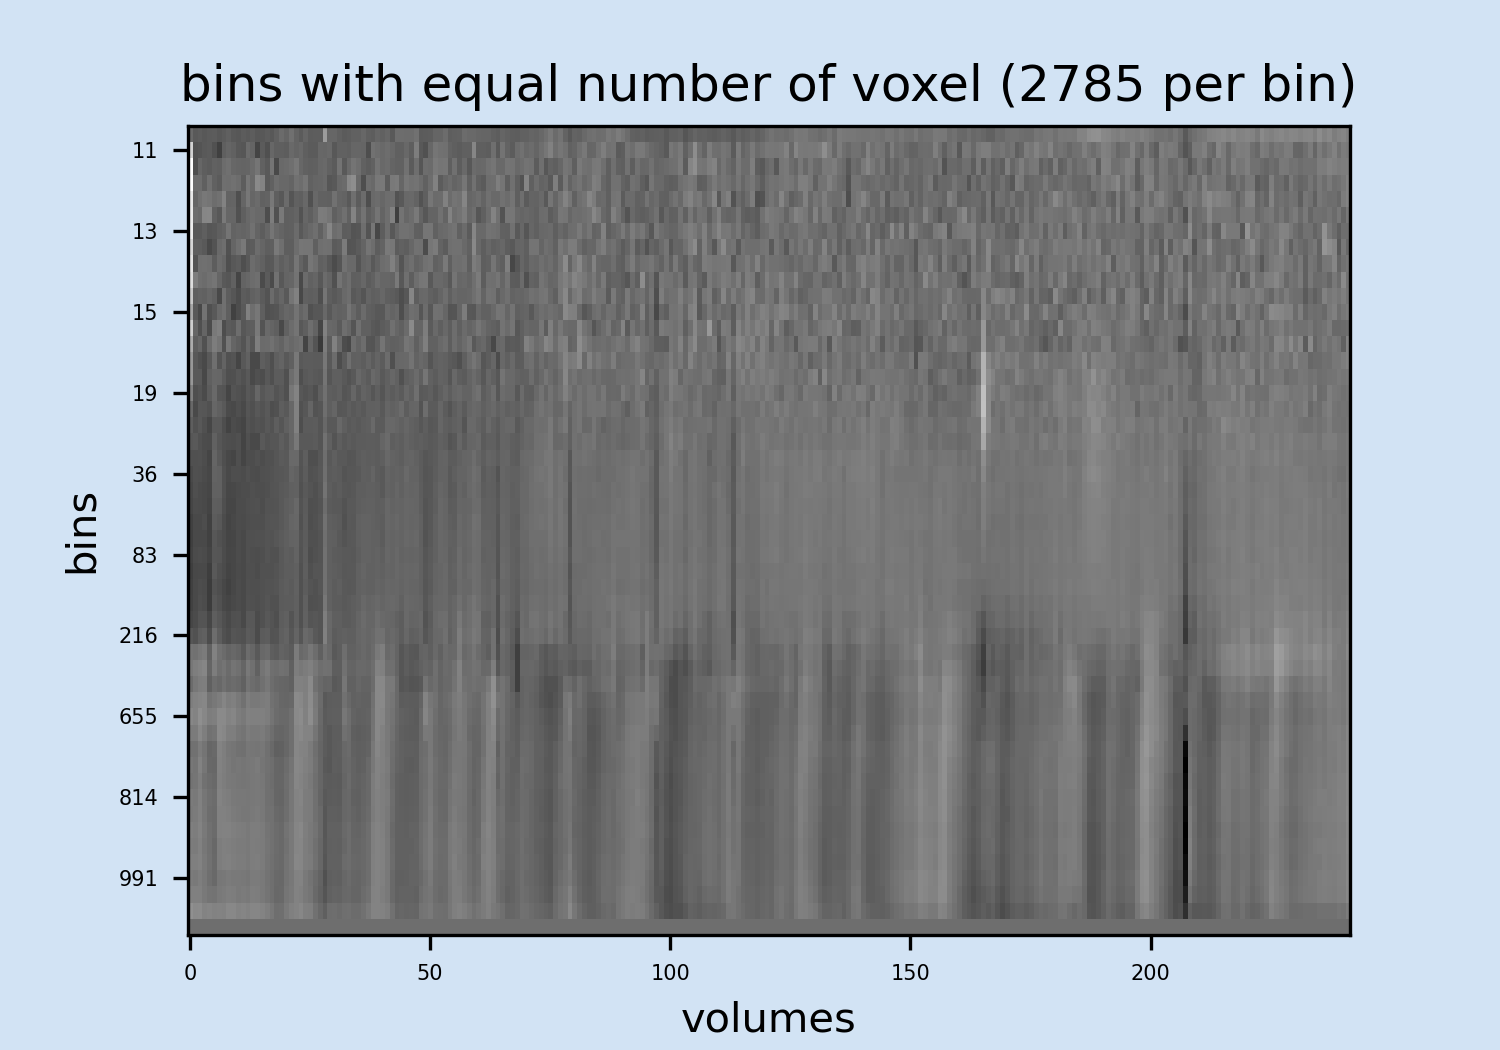 bins with equal number of voxel (2785 per bin)
11
13
15
19
36
83
216
655
814
991
bins
0 50 100 150 200
volumes